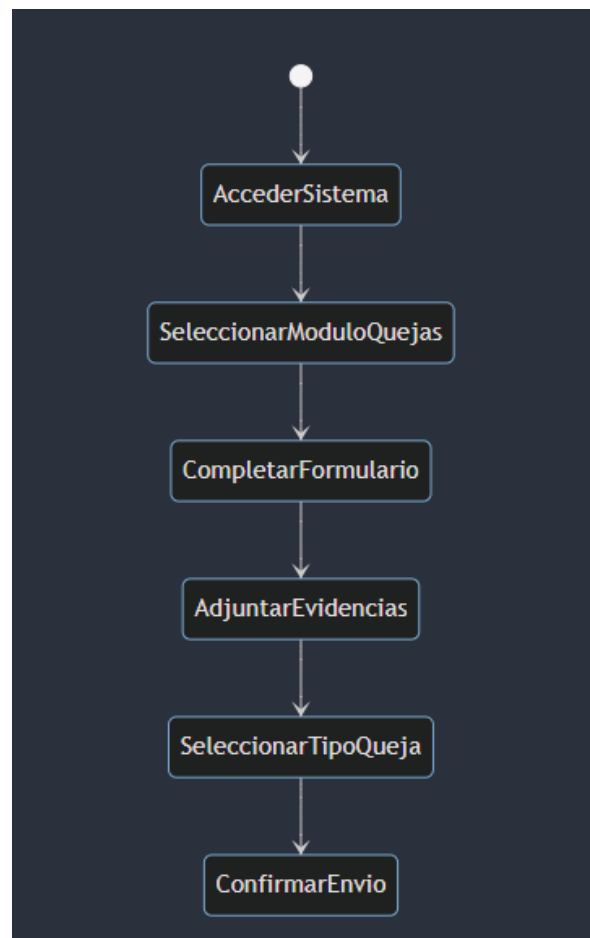 AccederSistema
SeleccionarModuloQuejas
CompletarFormulario
AdjuntarEvidencias
SeleccionarTipoQueja
ConfirmarEnvio